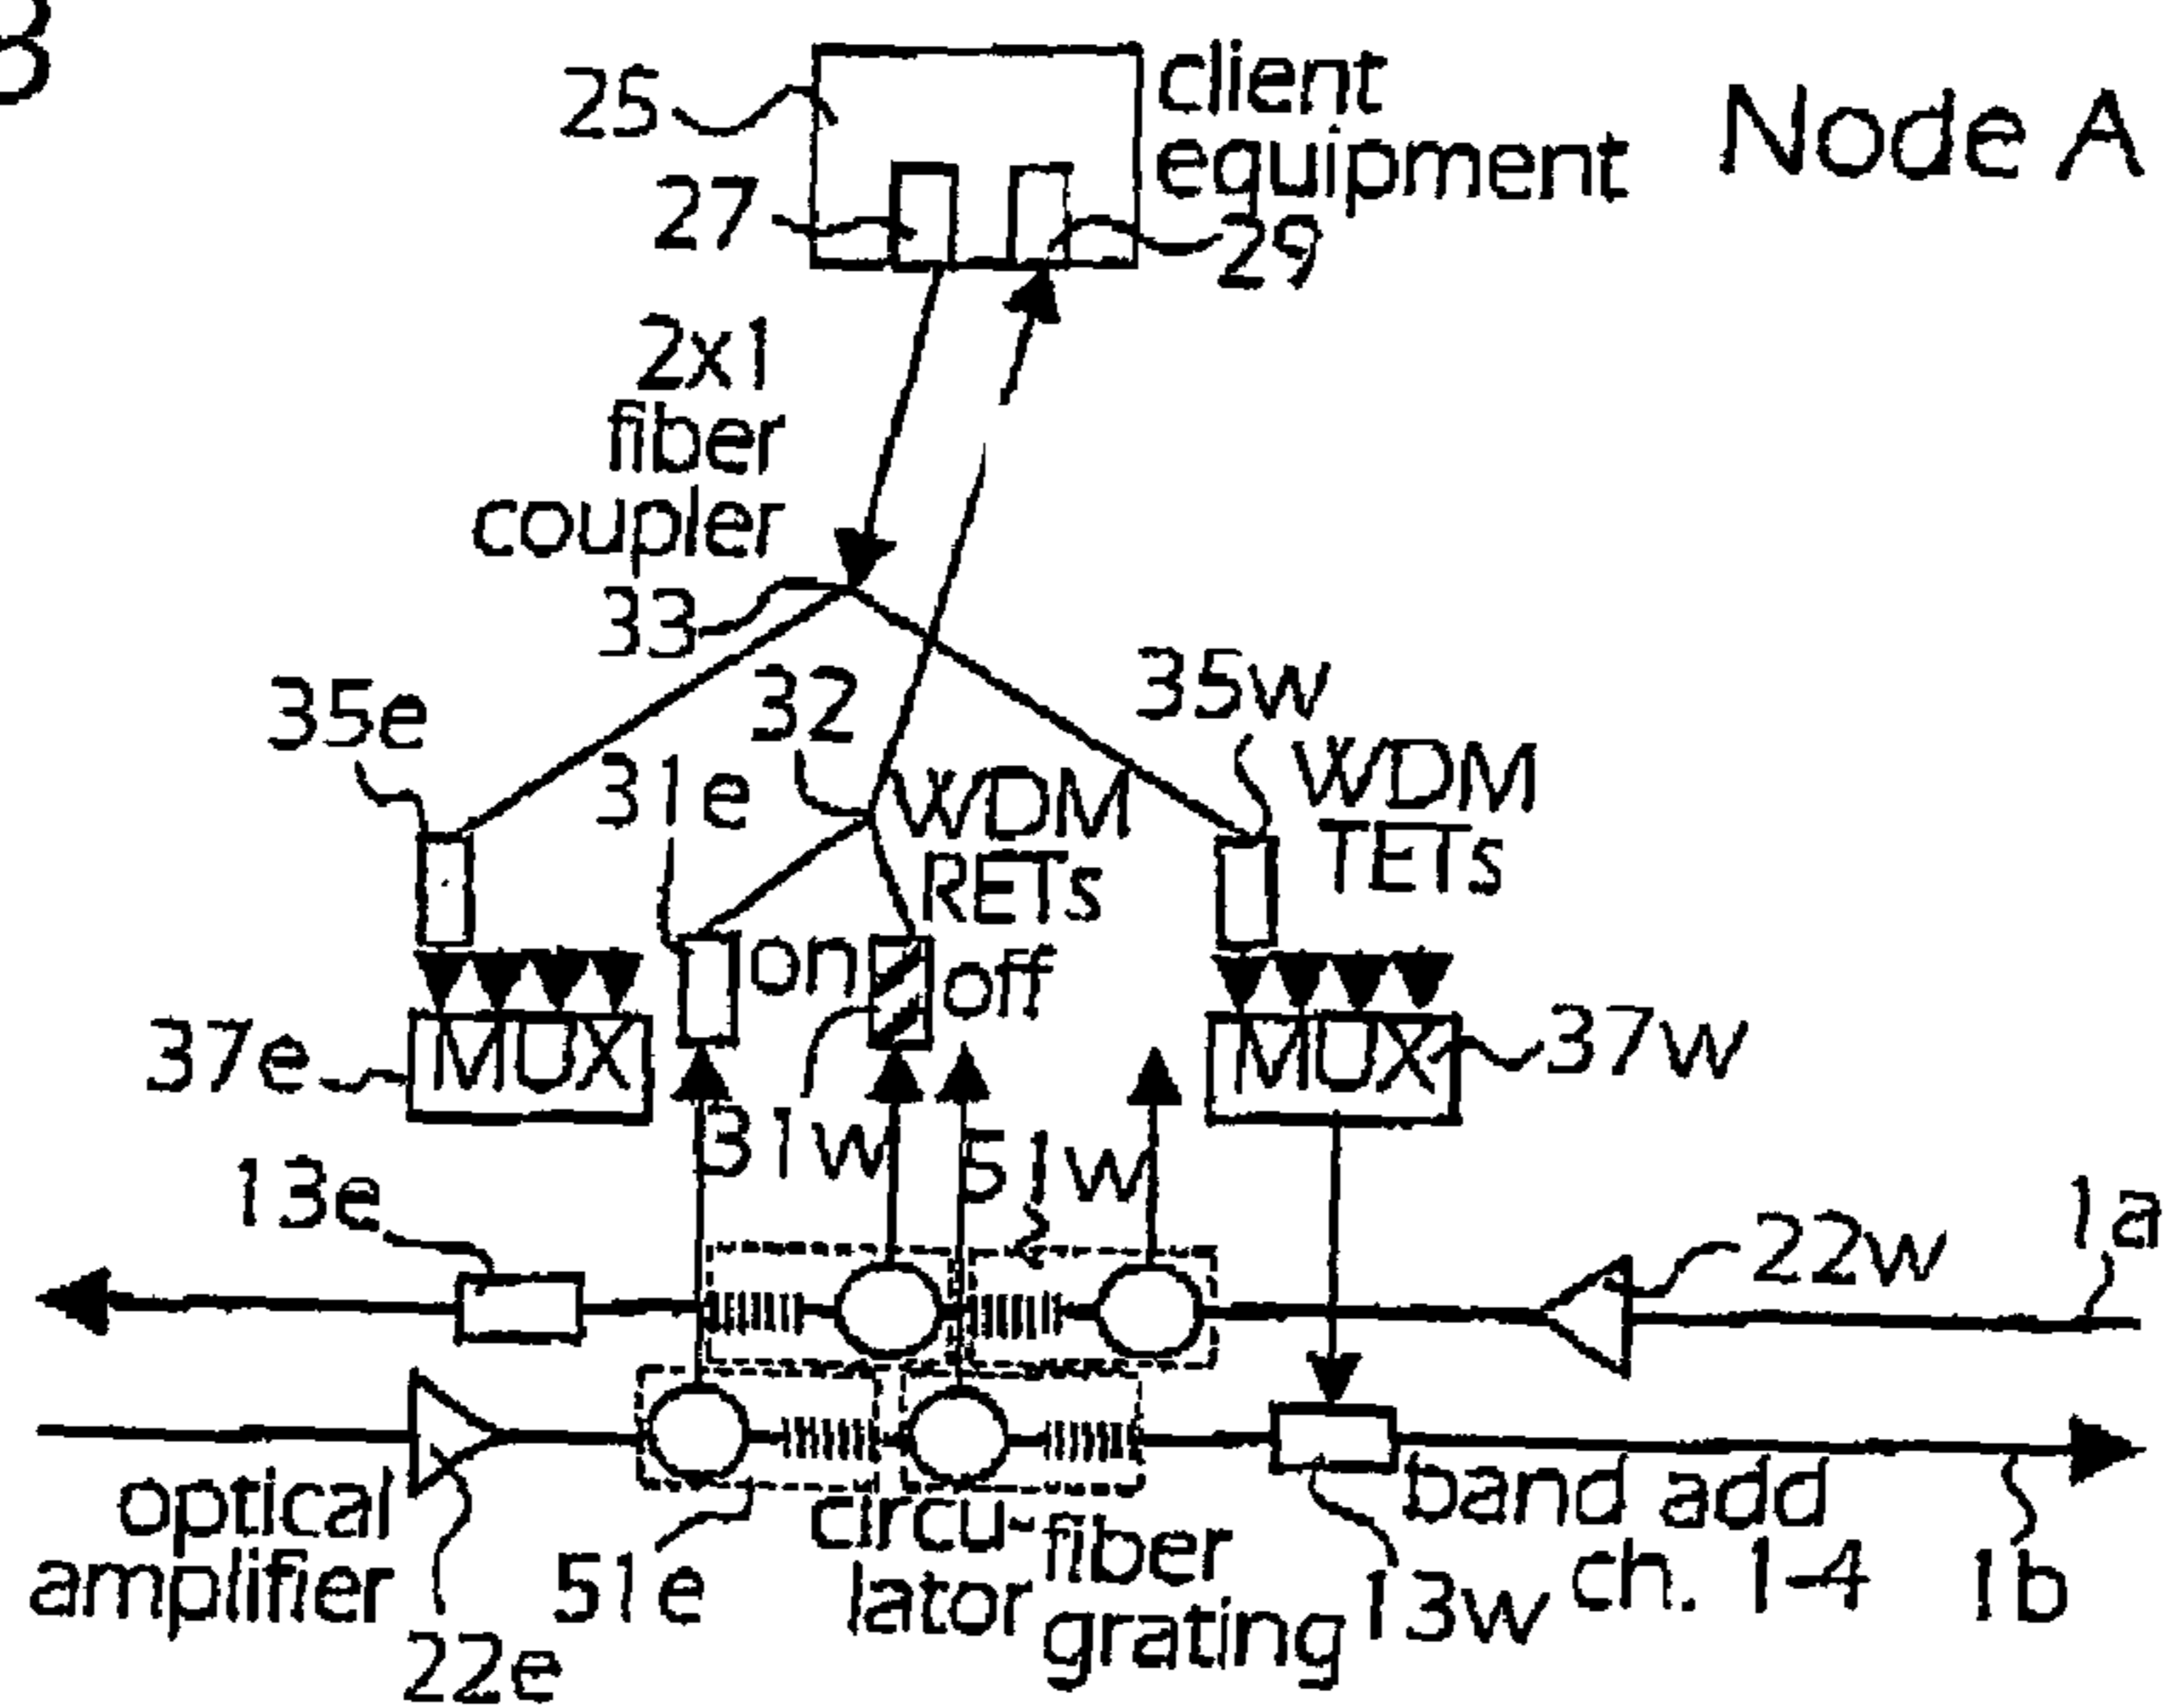 3
25
client
equipment
Node A
27
29
2x1
fiber
coupler
33
32
35w
35e
31e
WDM
RETs
WDM
TETs
on
off
MUX
MUX
37e
37w
31w
51w
13e
1a
22w
optical
amplifier
22e
51e
circu-
lator
fiber
grating
13w
band add
ch. 1-4
1b